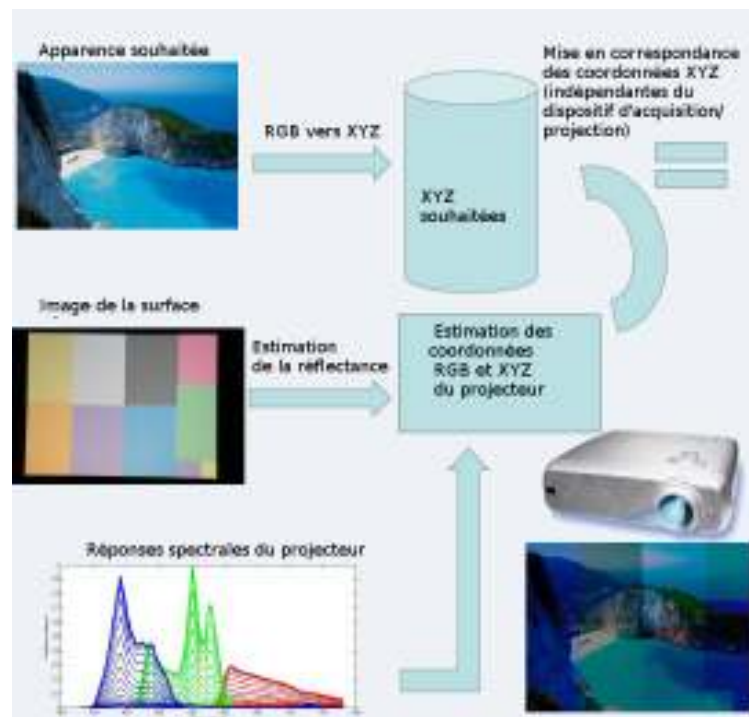 Apparence souhaitée
Mise en correspondance
des coordonnées XYZ
(indépendantes du
dispositif d'acquisition/
projection)
RGB vers XYZ
XYZ
souhaitées
Image de la surface
Estimation
de la réflectance
Estimation des
coordonnées
RGB et XYZ
du projecteur
Réponses spectrales du projecteur